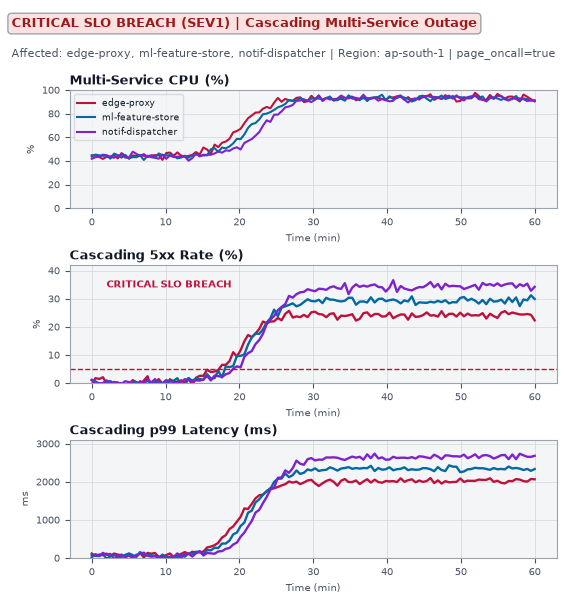 CRITICAL SLO BREACH (SEV1) | Cascading Multi-Service Outage
Affected: edge-proxy, ml-feature-store, notif-dispatcher | Region: ap-south-1 | page_oncall=true
Multi-Service CPU (%)
100
80
60
40
20
0
%
edge-proxy
ml-feature-store
notif-dispatcher
0 10 20 30 40 50 60
Time (min)
Cascading 5xx Rate (%)
40
30
20
10
0
%
CRITICAL SLO BREACH
0 10 20 30 40 50 60
Time (min)
Cascading p99 Latency (ms)
3000
2000
1000
0
ms
0 10 20 30 40 50 60
Time (min)